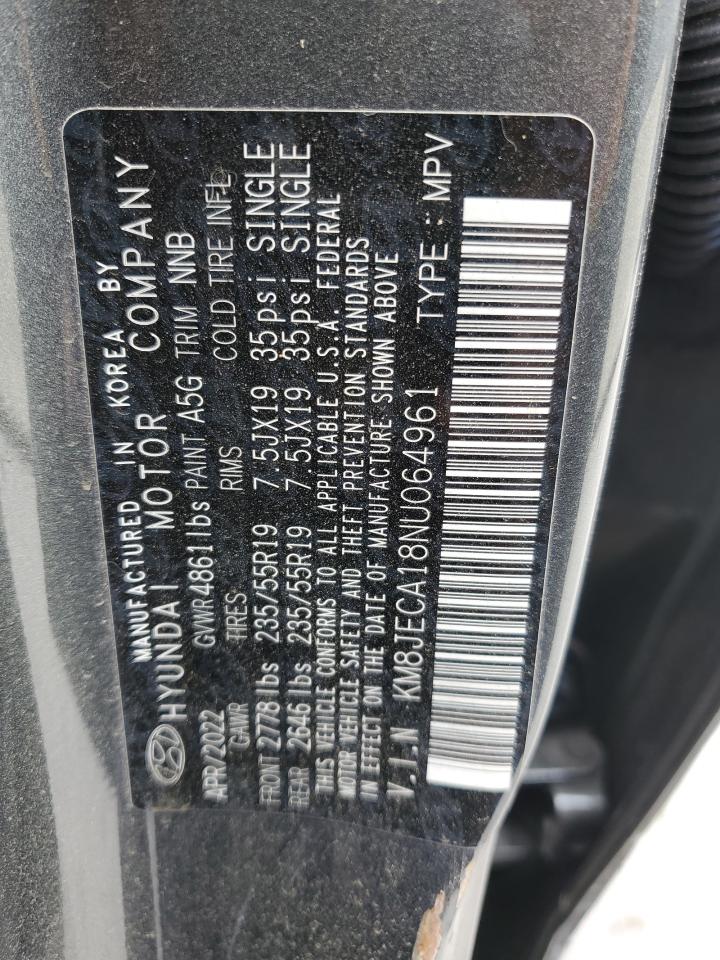 MANUFACTURED IN KOREA BY
HYUNDAI MOTOR COMPANY
APR/2022 GVWR4861lbs PAINT A5G TRIM NNB
GAWR TIRES RIMS COLD TIRE INFL
FRONT 2778 lbs 235/55R19 7.5JX19 35psi SINGLE
REAR 2646 lbs 235/55R19 7.5JX19 35psi SINGLE
THIS VEHICLE CONFORMS TO ALL APPLICABLE U.S.A. FEDERAL
MOTOR VEHICLE SAFETY AND THEFT PREVENTION STANDARDS
IN EFFECT ON THE DATE OF MANUFACTURE SHOWN ABOVE
V.I.N KM8JECA18NU064961 TYPE : MPV